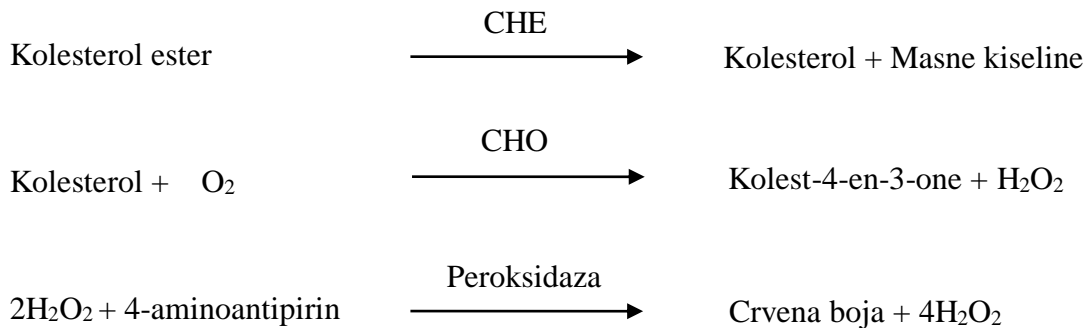 CHE
Kolesterol ester Kolesterol + Masne kiseline
CHO
Kolesterol + O₂ Kolest-4-en-3-one + H₂O₂
Peroksidaza
2H₂O₂ + 4-aminoantipirin Crvena boja + 4H₂O₂